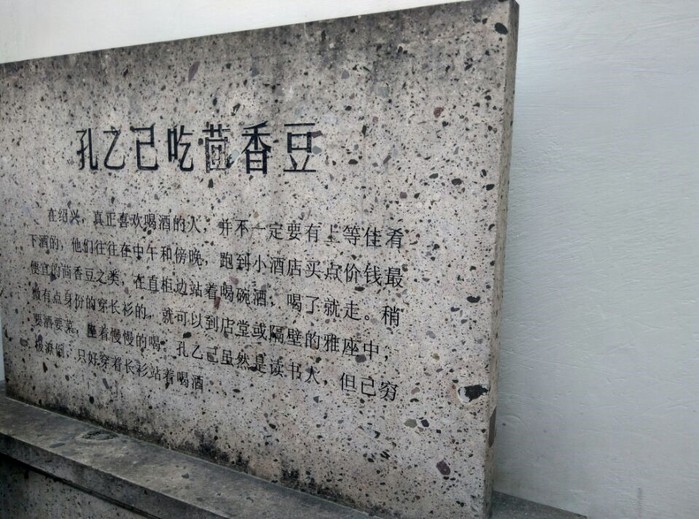 孔乙己吃茴香豆
在绍兴，真正喜欢喝酒的人，并不一定要有上等佳肴
下酒的，他们往往在中午和傍晚，跑到小酒店买点价钱最
便宜的茴香豆之类，在直柜边站着喝碗酒，喝了就走。稍
微有点身份的穿长衫的，就可以到店堂或隔壁的雅座中，
要酒要菜，座着慢慢的喝。孔乙己虽然是读书人，但已穷
只好穿着长衫站着喝酒